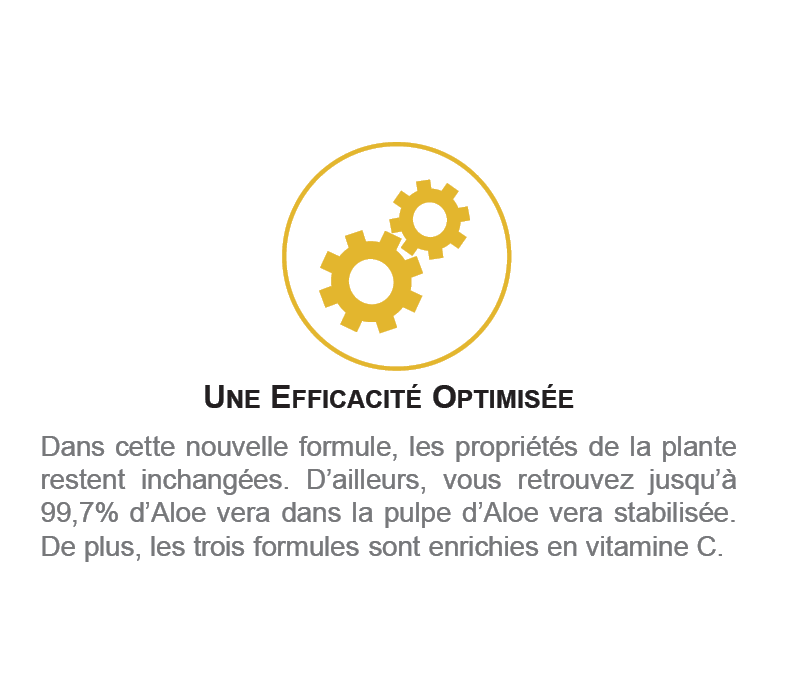 Une Efficacité Optimisée
Dans cette nouvelle formule, les propriétés de la plante
restent inchangées. D’ailleurs, vous retrouvez jusqu’à
99,7% d’Aloe vera dans la pulpe d’Aloe vera stabilisée.
De plus, les trois formules sont enrichies en vitamine C.